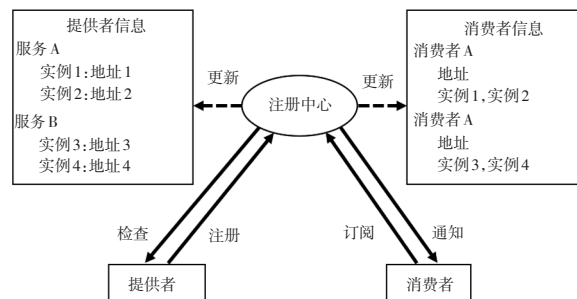 提供者信息
服务A
实例1:地址1
实例2:地址2
服务B
实例3:地址3
实例4:地址4
更新
注册中心
更新
消费者信息
消费者A
地址
实例1,实例2
消费者A
地址
实例3,实例4
检查
注册
订阅
通知
提供者
消费者